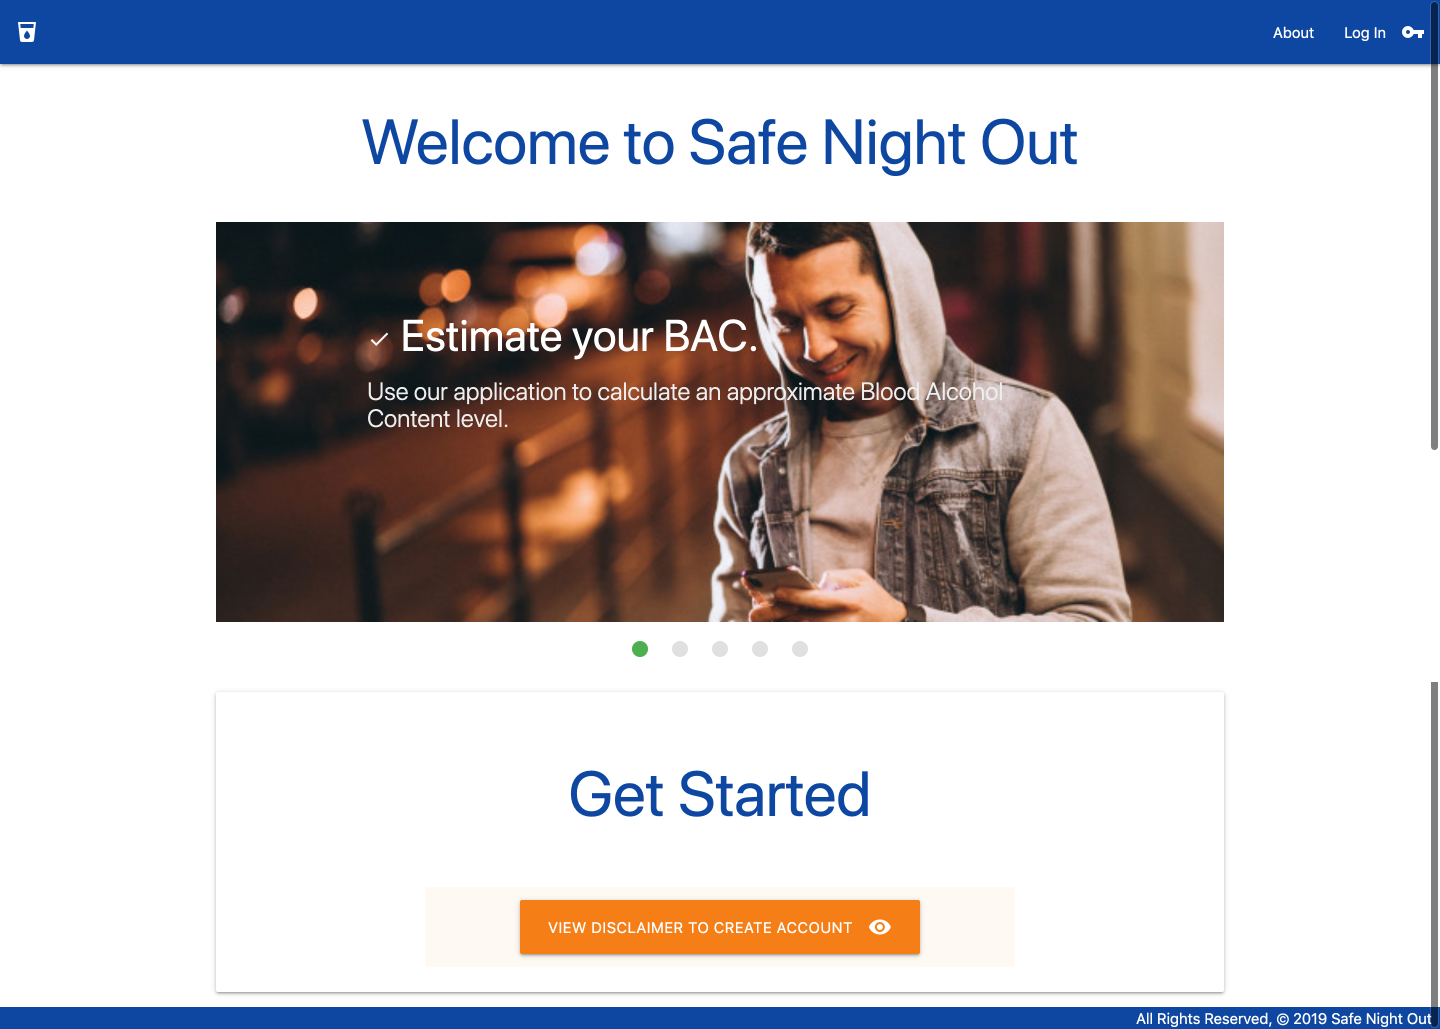 About Log In
Welcome to Safe Night Out
Estimate your BAC.
Use our application to calculate an approximate Blood Alcohol
Content level.
Get Started
VIEW DISCLAIMER TO CREATE ACCOUNT
All Rights Reserved, © 2019 Safe Night Out